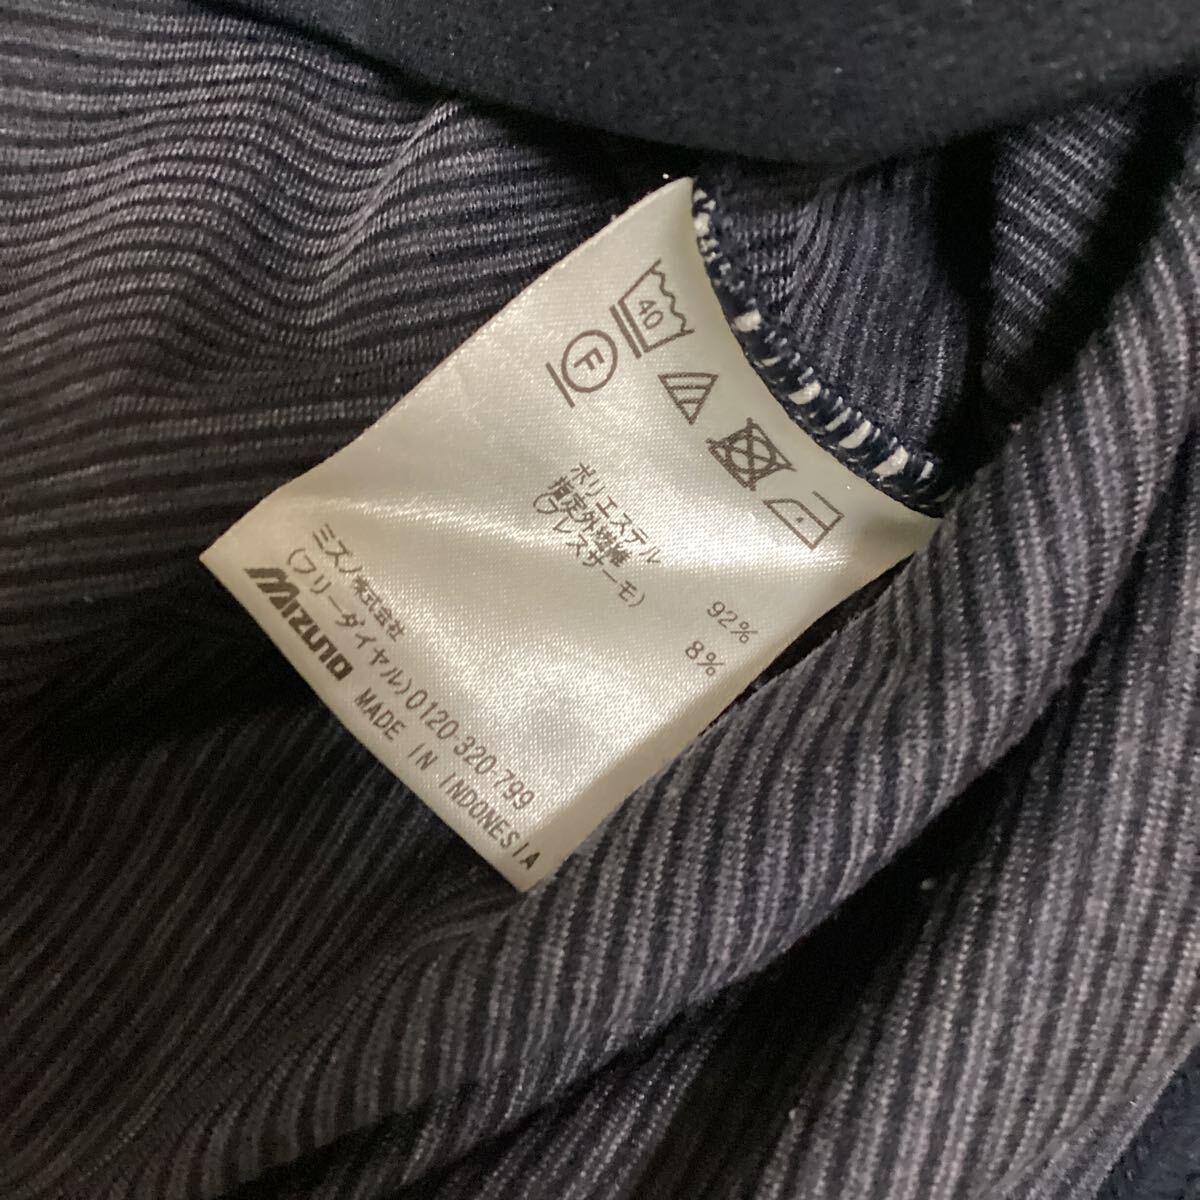 40
F
ポリエステル 92%
指定外繊維 8%
(ブレスサーモ)
ミズノ株式会社
(フリーダイヤル)0120-320-799
MIZUNO MADE IN INDONESIA